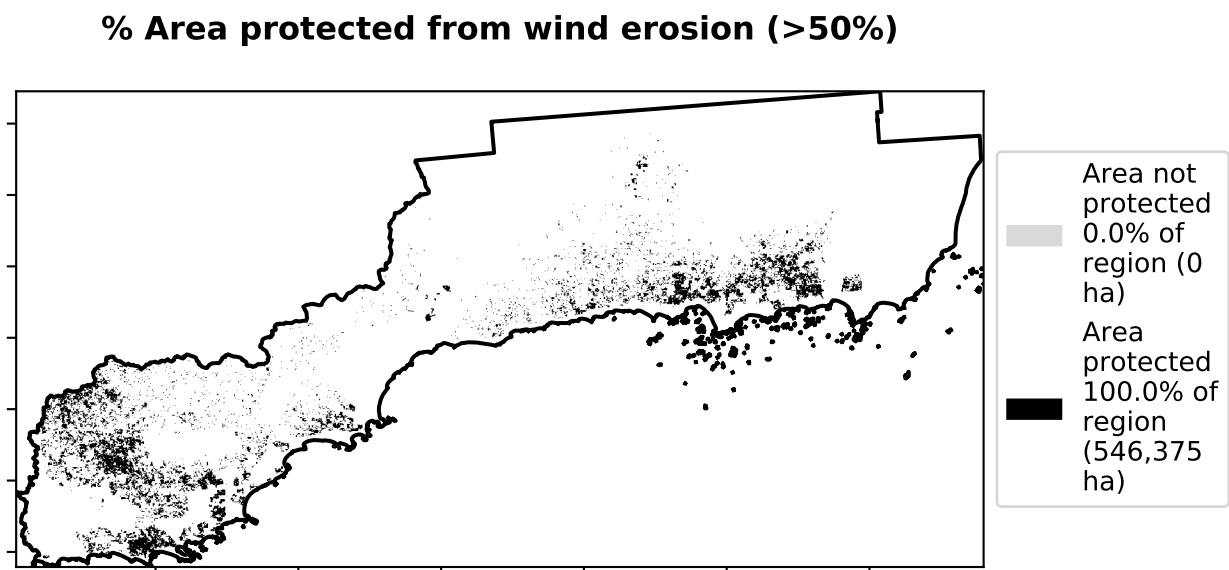 % Area protected from wind erosion (>50%)
Area not
protected
0.0% of
region (0
ha)
Area
protected
100.0% of
region
(546,375
ha)